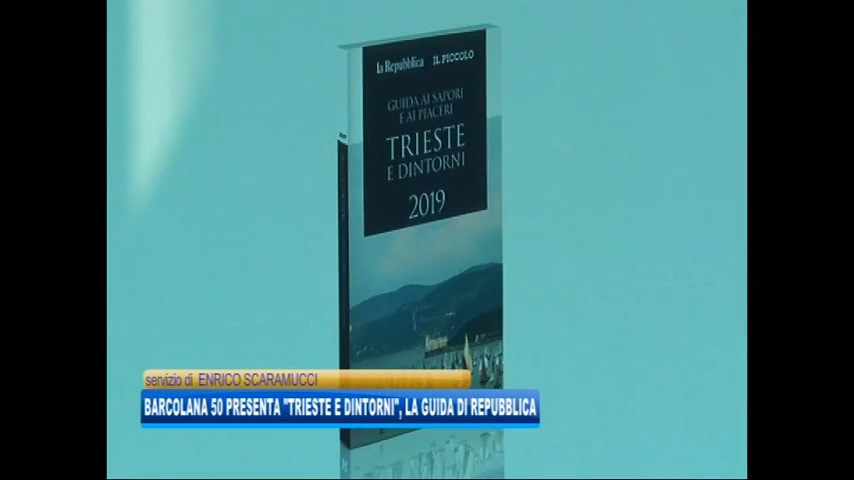 la Repubblica IL PICCOLO
GUIDA AI SAPORI
E AI PIACERI
TRIESTE
E DINTORNI
2019
servizio di ENRICO SCARAMUCCI
BARCOLANA 50 PRESENTA "TRIESTE E DINTORNI", LA GUIDA DI REPUBBLICA